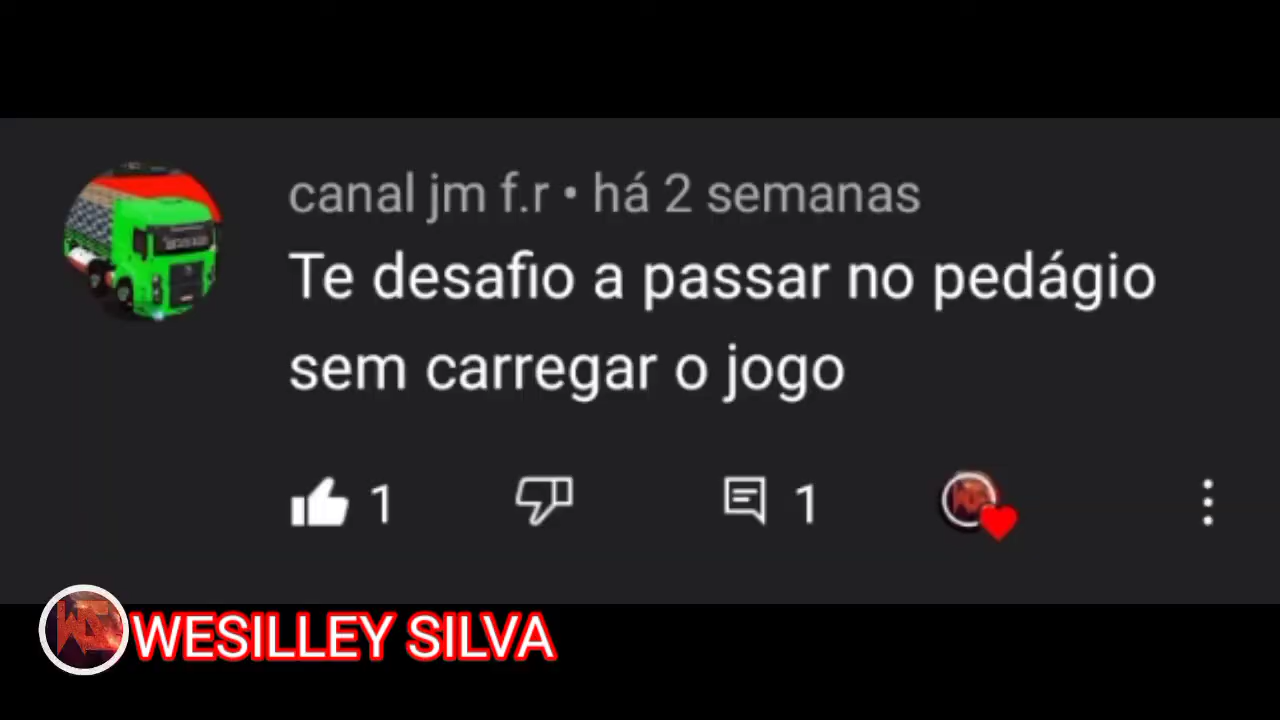 canal jm f.r • há 2 semanas
Te desafio a passar no pedágio
sem carregar o jogo
1 1
WESILLEY SILVA